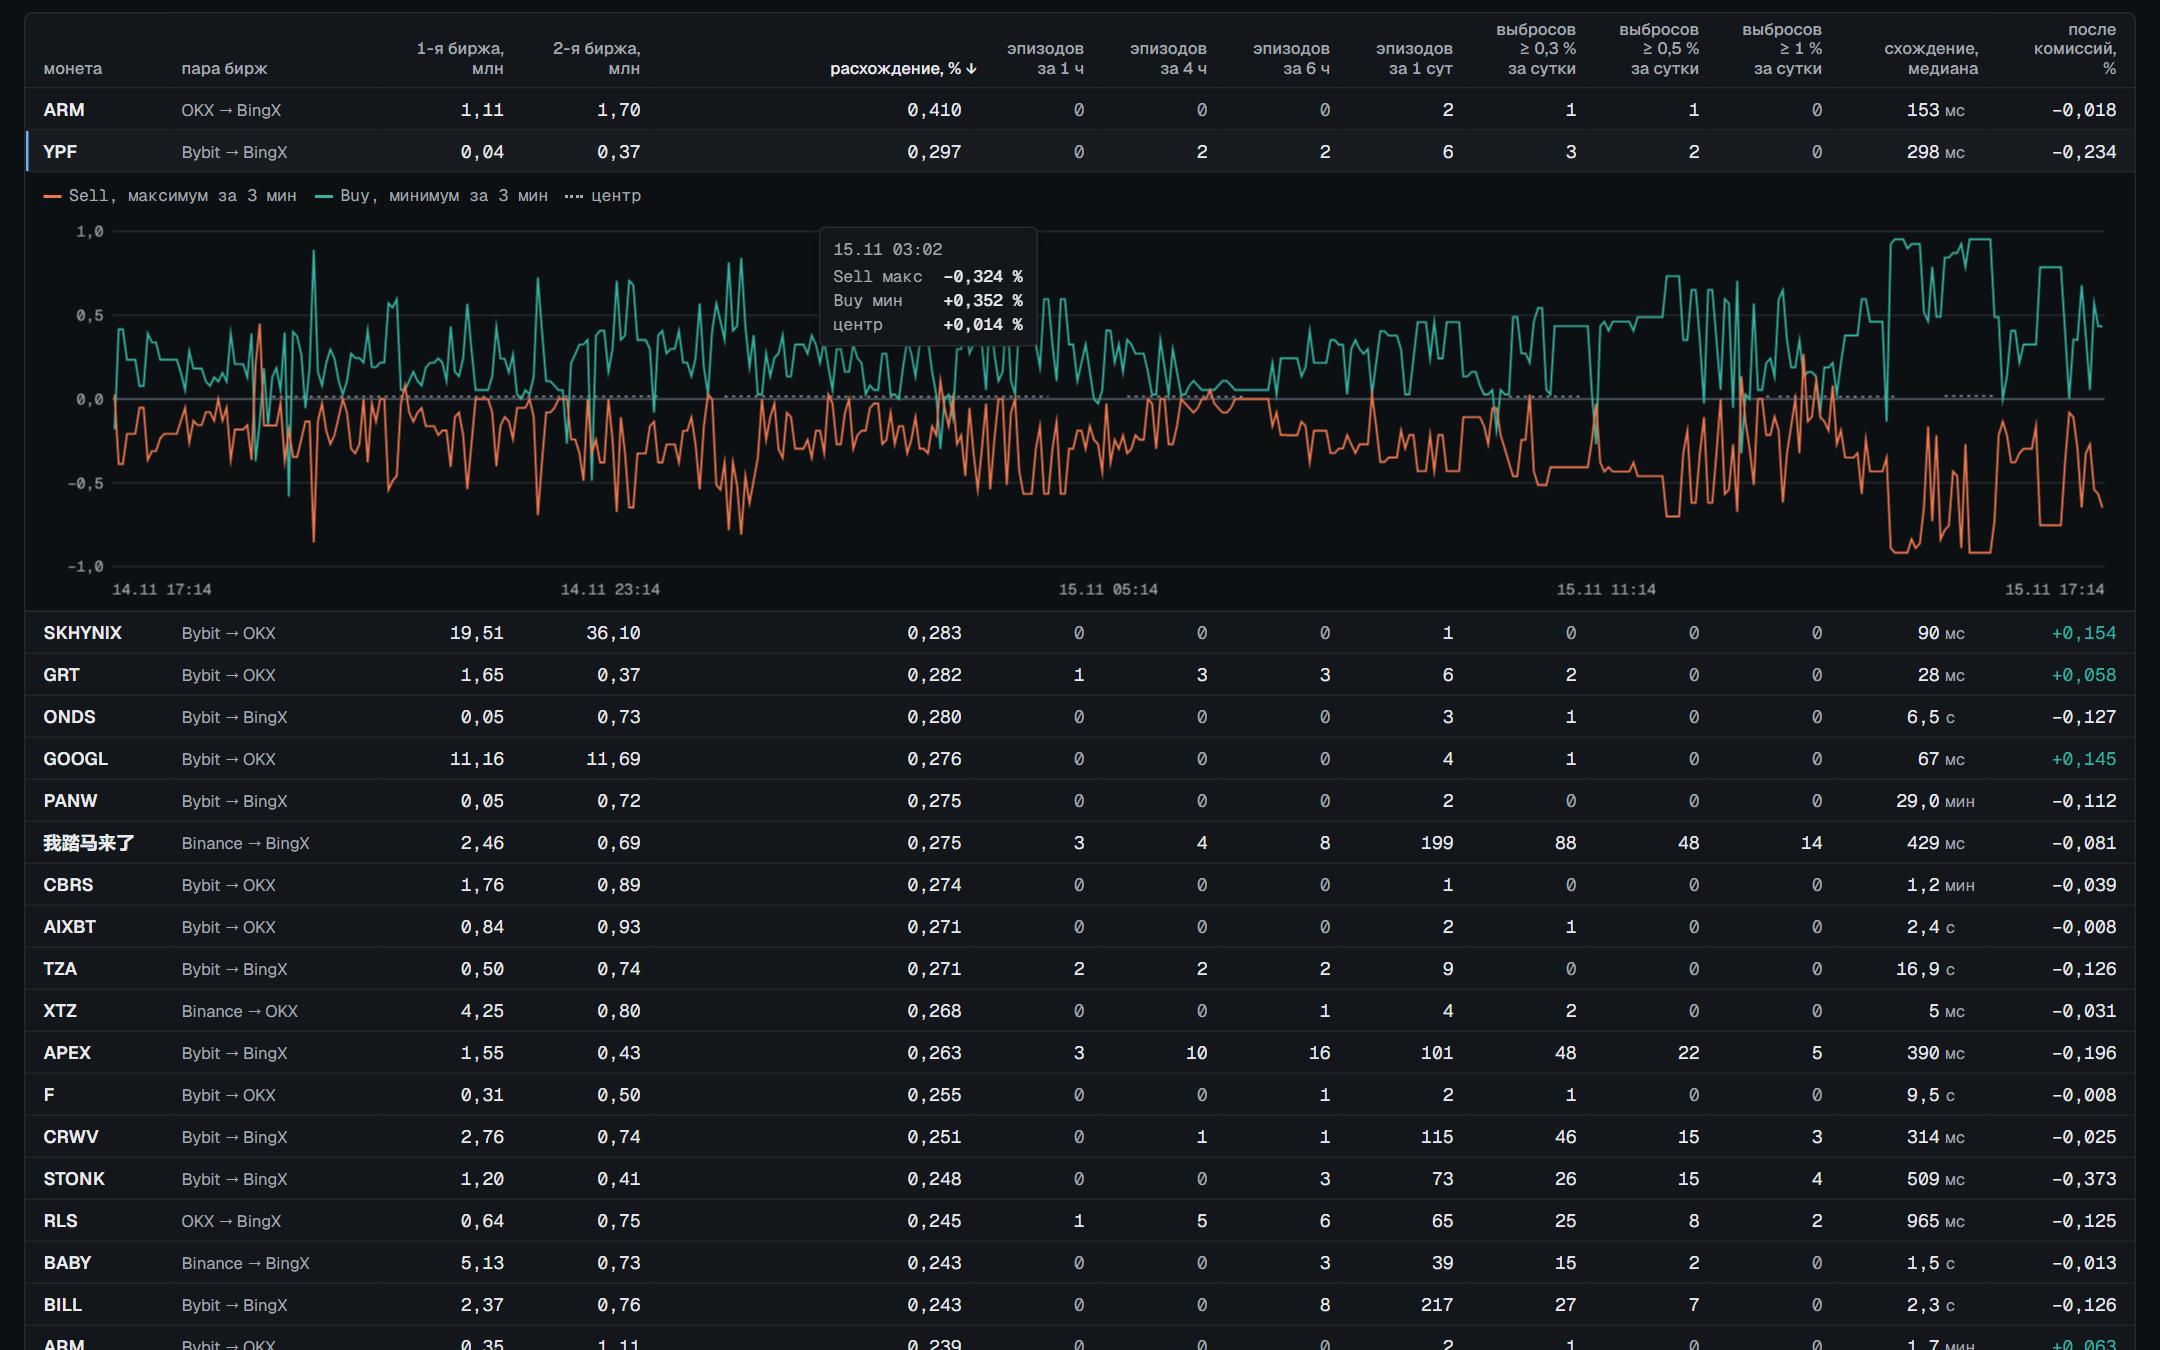 монета пара бирж 1-я биржа, млн 2-я биржа, млн расхождение, % ↓ эпизодов за 1 ч эпизодов за 4 ч эпизодов за 6 ч эпизодов за 1 сут выбросов ≥ 0,3 % за сутки выбросов ≥ 0,5 % за сутки выбросов ≥ 1 % за сутки схождение, медиана после комиссий, %
ARM OKX → BingX 1,11 1,70 0,410 0 0 0 2 1 1 0 153 мс −0,018
YPF Bybit → BingX 0,04 0,37 0,297 0 2 2 6 3 2 0 298 мс −0,234
Sell, максимум за 3 мин Buy, минимум за 3 мин центр
1,0
15.11 03:02
Sell макс −0,324 %
Buy мин +0,352 %
центр +0,014 %
0,5
0,0
−0,5
−1,0
14.11 17:14 14.11 23:14 15.11 05:14 15.11 11:14 15.11 17:14
SKHYNIX Bybit → OKX 19,51 36,10 0,283 0 0 0 1 0 0 0 90 мс +0,154
GRT Bybit → OKX 1,65 0,37 0,282 1 3 3 6 2 0 0 28 мс +0,058
ONDS Bybit → BingX 0,05 0,73 0,280 0 0 0 3 1 0 0 6,5 с −0,127
GOOGL Bybit → OKX 11,16 11,69 0,276 0 0 0 4 1 0 0 67 мс +0,145
PANW Bybit → BingX 0,05 0,72 0,275 0 0 0 2 0 0 0 29,0 мин −0,112
我踏马来了 Binance → BingX 2,46 0,69 0,275 3 4 8 199 88 48 14 429 мс −0,081
CBRS Bybit → OKX 1,76 0,89 0,274 0 0 0 1 0 0 0 1,2 мин −0,039
AIXBT Bybit → OKX 0,84 0,93 0,271 0 0 0 2 1 0 0 2,4 с −0,008
TZA Bybit → BingX 0,50 0,74 0,271 2 2 2 9 0 0 0 16,9 с −0,126
XTZ Binance → OKX 4,25 0,80 0,268 0 0 1 4 2 0 0 5 мс −0,031
APEX Bybit → BingX 1,55 0,43 0,263 3 10 16 101 48 22 5 390 мс −0,196
F Bybit → OKX 0,31 0,50 0,255 0 0 1 2 1 0 0 9,5 с −0,008
CRWV Bybit → BingX 2,76 0,74 0,251 0 1 1 115 46 15 3 314 мс −0,025
STONK Bybit → BingX 1,20 0,41 0,248 0 0 3 73 26 15 4 509 мс −0,373
RLS OKX → BingX 0,64 0,75 0,245 1 5 6 65 25 8 2 965 мс −0,125
BABY Binance → BingX 5,13 0,73 0,243 0 0 3 39 15 2 0 1,5 с −0,013
BILL Bybit → BingX 2,37 0,76 0,243 0 0 8 217 27 7 0 2,3 с −0,126
ARM Bybit → OKX 0,35 1,11 0,239 0 0 0 2 1 0 0 1,7 мин +0,063